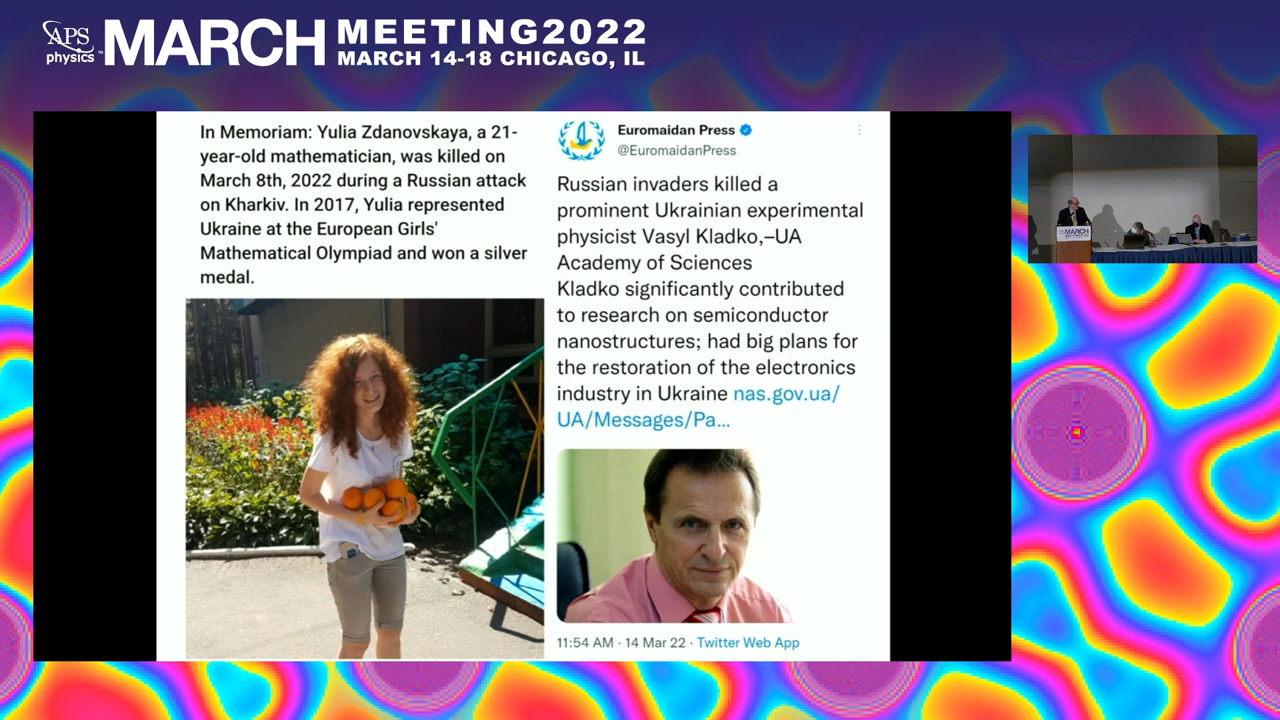 APS
physics
MARCH
MEETING2022
MARCH 14-18 CHICAGO, IL
In Memoriam: Yulia Zdanovskaya, a 21-
year-old mathematician, was killed on
March 8th, 2022 during a Russian attack
on Kharkiv. In 2017, Yulia represented
Ukraine at the European Girls'
Mathematical Olympiad and won a silver
medal.
Euromaidan Press
@EuromaidanPress
Russian invaders killed a
prominent Ukrainian experimental
physicist Vasyl Kladko,–UA
Academy of Sciences
Kladko significantly contributed
to research on semiconductor
nanostructures; had big plans for
the restoration of the electronics
industry in Ukraine nas.gov.ua/
UA/Messages/Pa...
11:54 AM · 14 Mar 22 · Twitter Web App
MARCH